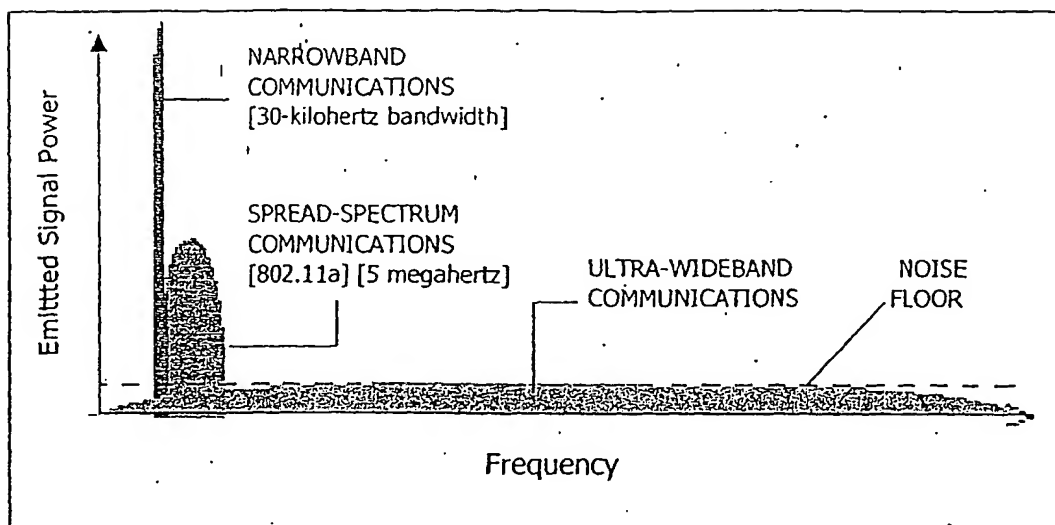 NARROWBAND
COMMUNICATIONS
[30-kilohertz bandwidth]
SPREAD-SPECTRUM
COMMUNICATIONS
[802.11a] [5 megahertz]
ULTRA-WIDEBAND
COMMUNICATIONS
NOISE
FLOOR
Emitttted Signal Power
Frequency